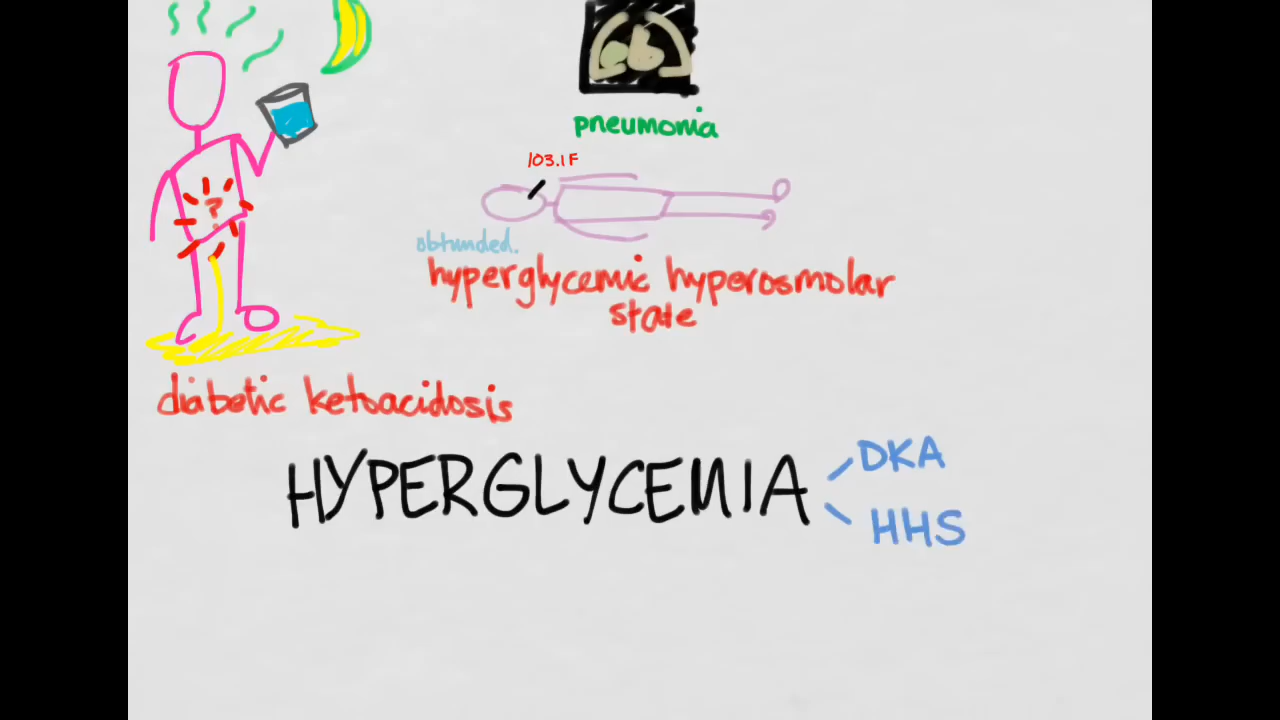 pneumonia
103.1F
?
obtunded.
hyperglycemic hyperosmolar
state
diabetic ketoacidosis
HYPERGLYCEMIA
DKA
HHS